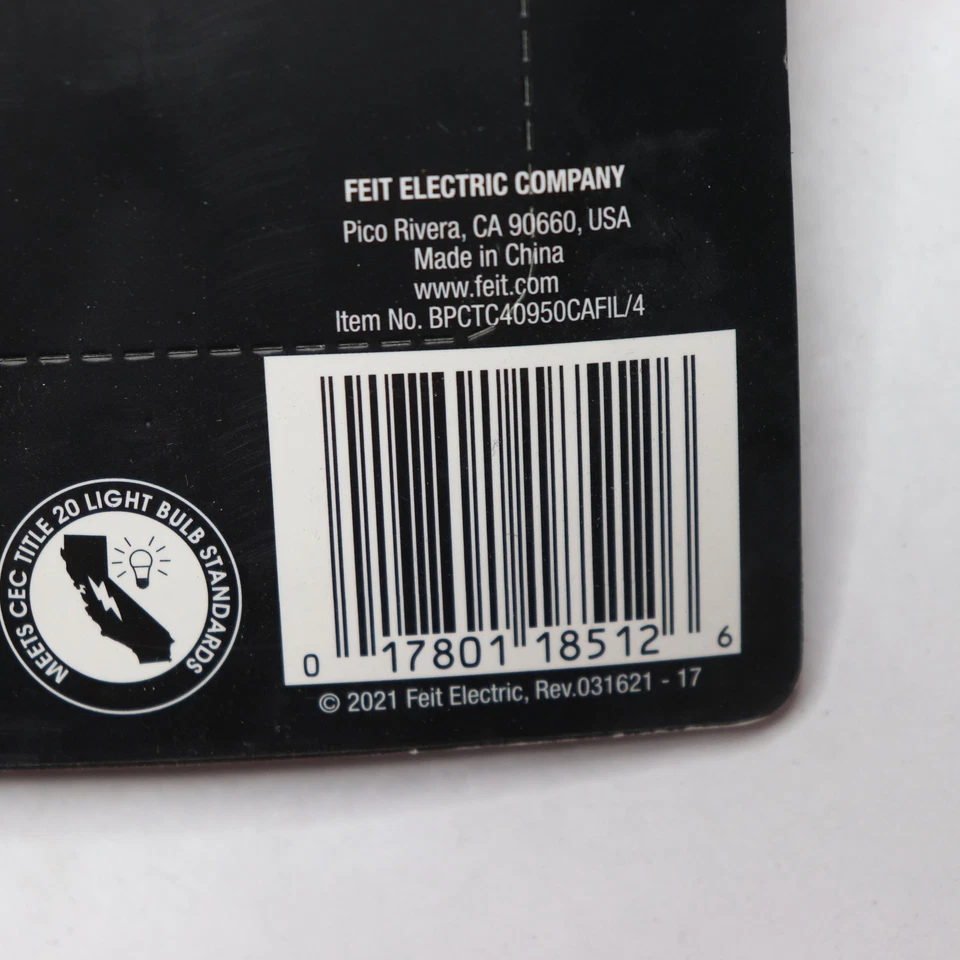 FEIT ELECTRIC COMPANY
Pico Rivera, CA 90660, USA
Made in China
www.feit.com
Item No. BPCTC40950CAFIL/4
MEETS CEC TITLE 20 LIGHT BULB STANDARDS
0 17801 18512 6
© 2021 Feit Electric, Rev.031621 - 17